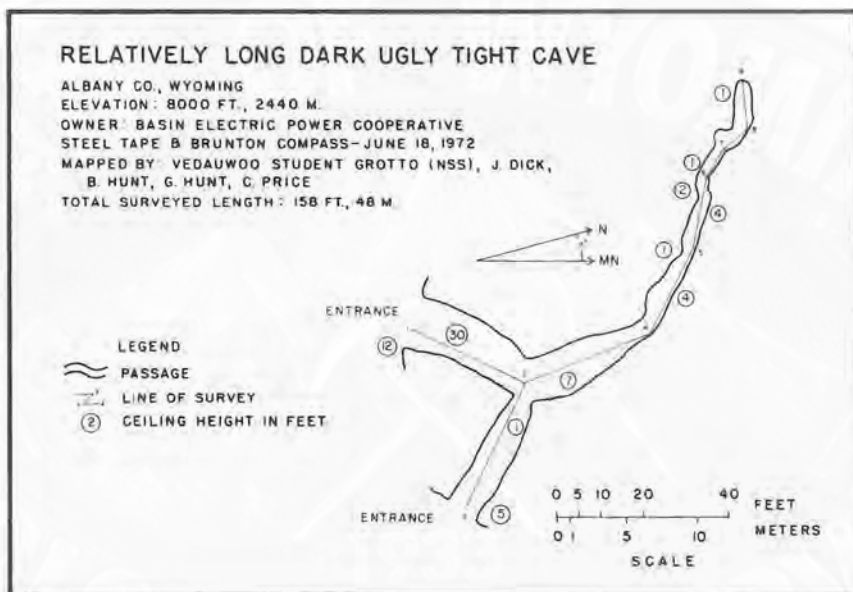 RELATIVELY LONG DARK UGLY TIGHT CAVE
ALBANY CO., WYOMING
ELEVATION: 8000 FT., 2440 M.
OWNER: BASIN ELECTRIC POWER COOPERATIVE
STEEL TAPE & BRUNTON COMPASS-JUNE 18, 1972
MAPPED BY: VEDAUWOO STUDENT GROTTO (NSS), J. DICK,
B. HUNT, G. HUNT, C. PRICE
TOTAL SURVEYED LENGTH: 158 FT., 48 M.
1
1
2
4
N
MN
1
4
ENTRANCE
30
12
7
1
5
ENTRANCE
LEGEND
PASSAGE
LINE OF SURVEY
2 CEILING HEIGHT IN FEET
0 5 10 20 40 FEET
0 1 5 10 METERS
SCALE